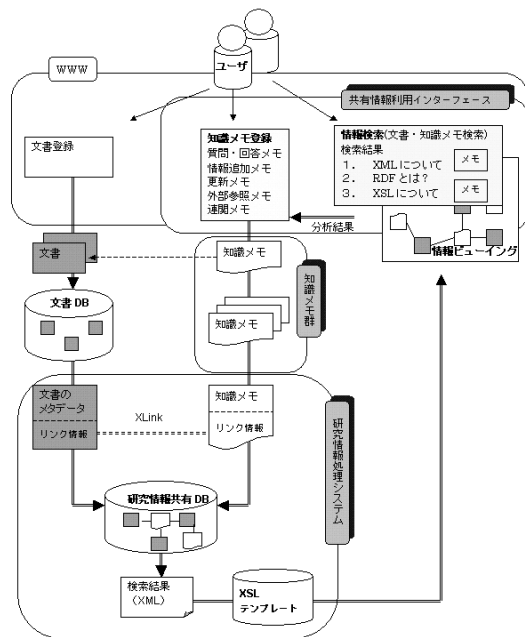 ユーザ
WWW
共有情報利用インターフェース
文書登録
知識メモ登録
質問・回答メモ
情報追加メモ
更新メモ
外部参照メモ
連関メモ
情報検索(文書・知識メモ検索)
検索結果
1. XMLについて
2. RDFとは?
3. XSLについて
メモ
メモ
分析結果
情報ビューイング
文書
知識メモ
知識メモ
知識メモ群
文書DB
文書の
メタデータ
リンク情報
XLink
知識メモ
リンク情報
研究情報処理システム
研究情報共有DB
検索結果
(XML)
XSL
テンプレート